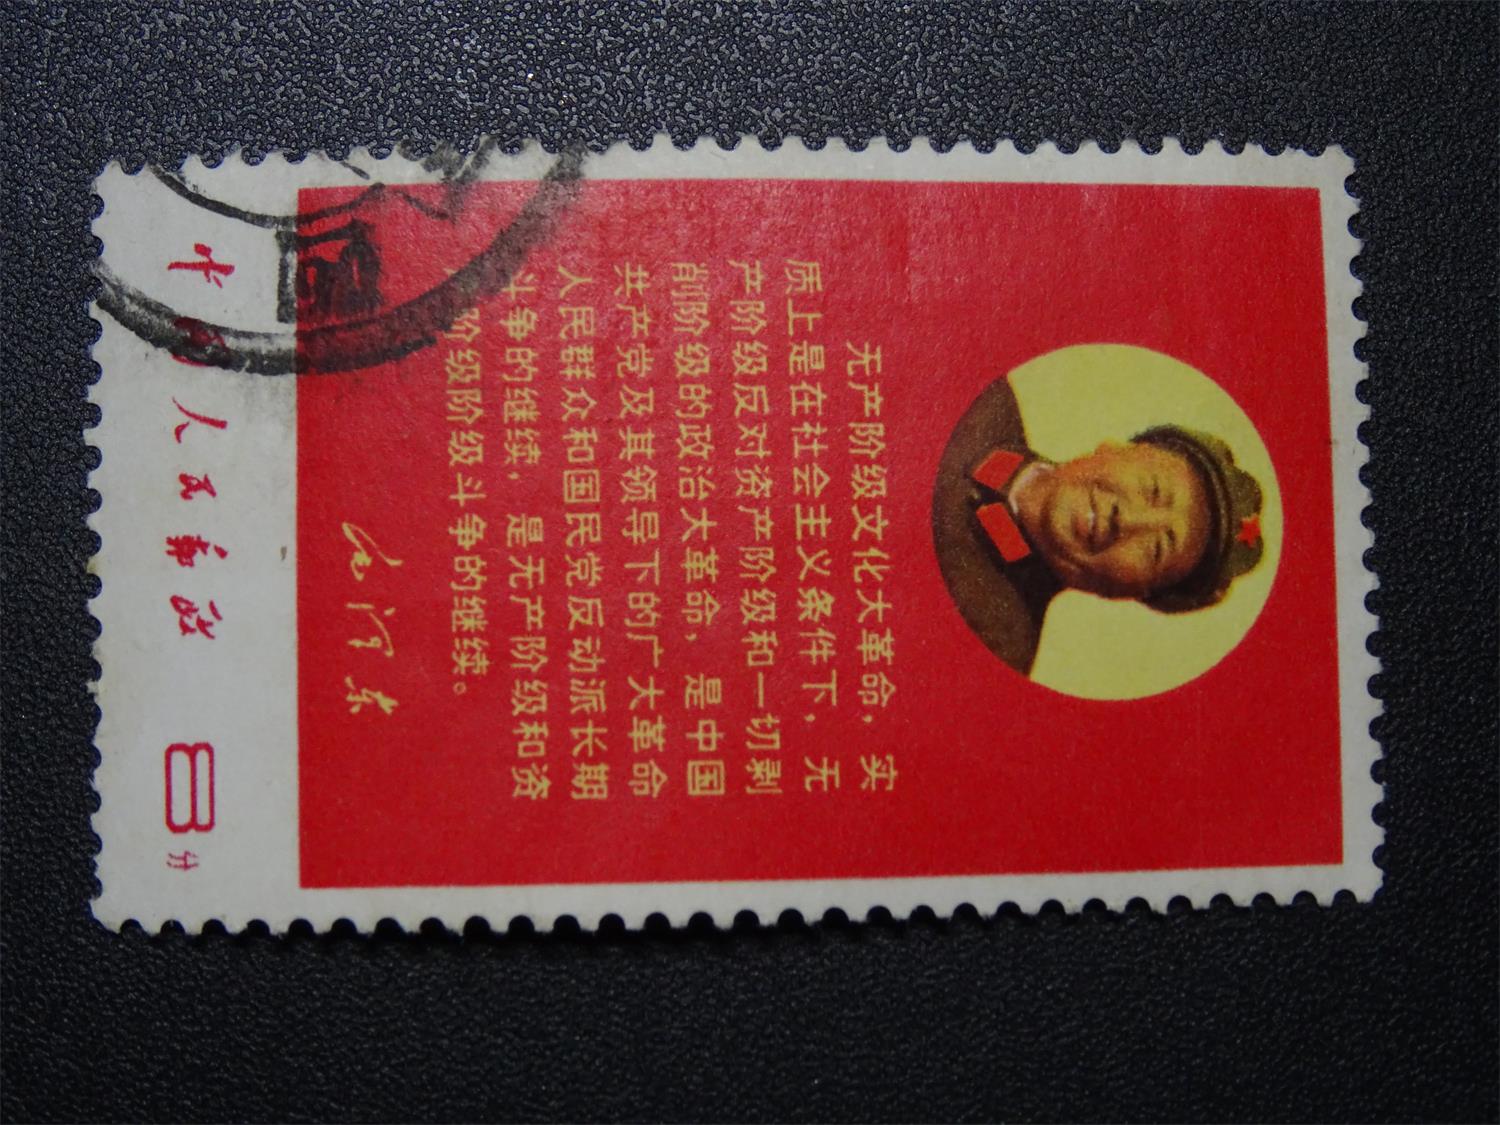 无产阶级文化大革命，实
质上是在社会主义条件下，无
产阶级反对资产阶级和一切剥
削阶级的政治大革命，是中国
共产党及其领导下的广大革命
人民群众和国民党反动派长期
斗争的继续，是无产阶级和资
阶级阶级斗争的继续。
毛泽东
中国人民邮政
8分